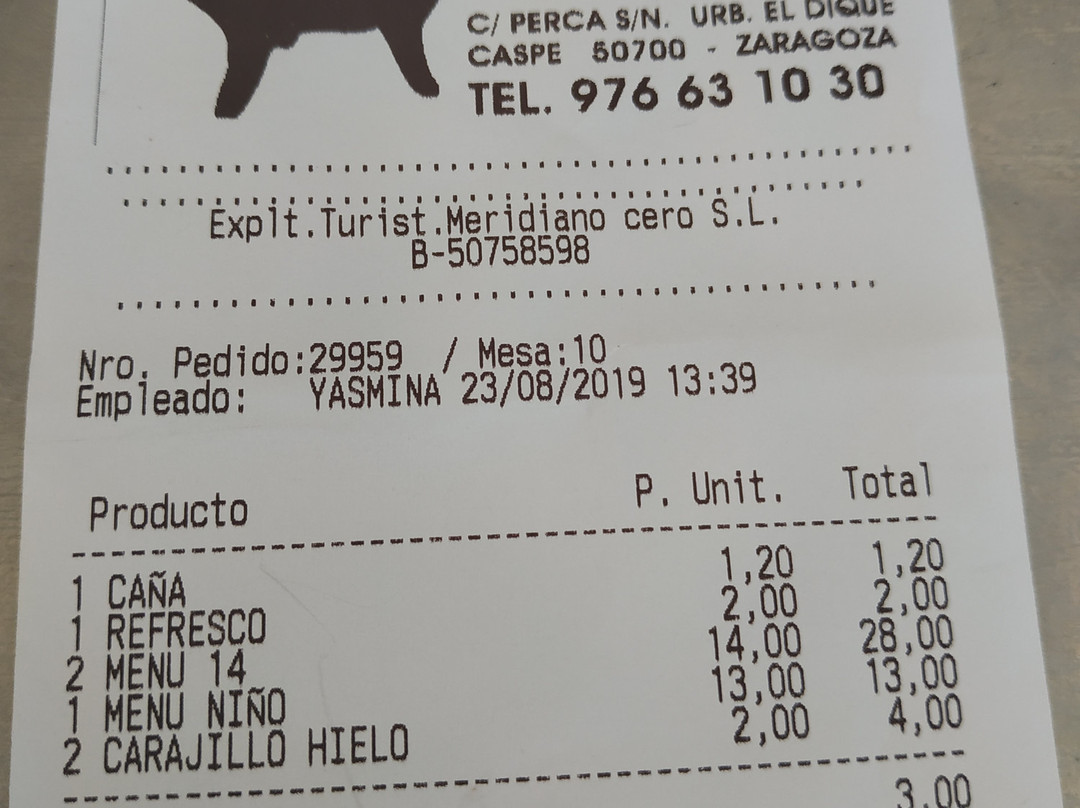 C/ PERCA S/N. URB. EL DIQUE
CASPE 50700 - ZARAGOZA
TEL. 976 63 10 30
Explt.Turist.Meridiano cero S.L.
B-50758598
Nro. Pedido:29959 / Mesa:10
Empleado: YASMINA 23/08/2019 13:39
Producto P. Unit. Total
1 CAÑA 1,20 1,20
1 REFRESCO 2,00 2,00
2 MENU 14 14,00 28,00
1 MENU NIÑO 13,00 13,00
2 CARAJILLO HIELO 2,00 4,00
3,00